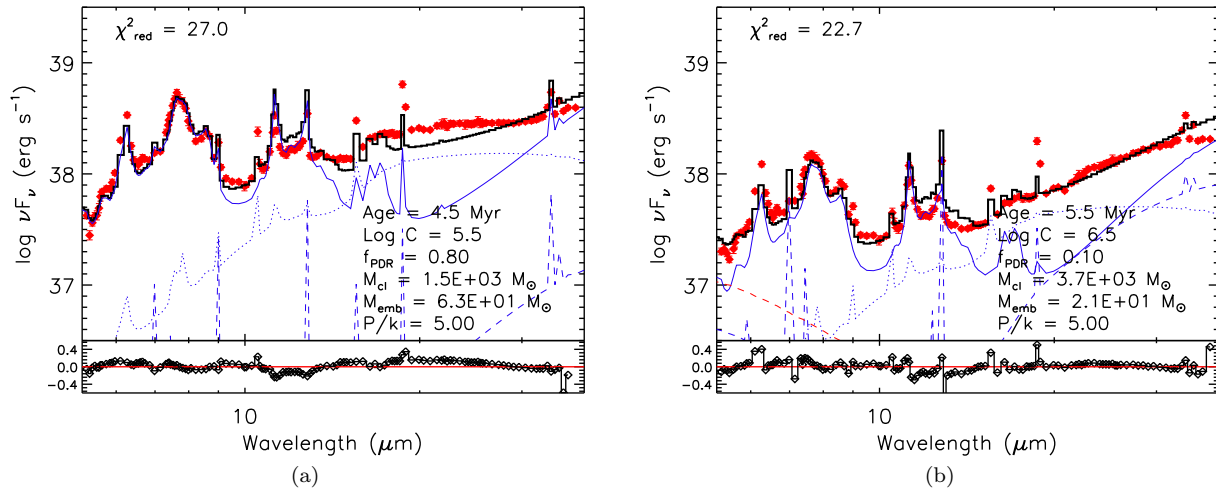 χ²red = 27.0
39
38
37
log νFν (erg s⁻¹)
Age = 4.5 Myr
Log C = 5.5
fPDR = 0.80
Mcl = 1.5E+03 M⊙
Memb = 6.3E+01 M⊙
P/k = 5.00
0.4
0.0
−0.4
10
Wavelength (μm)
(a)
χ²red = 22.7
39
38
37
log νFν (erg s⁻¹)
Age = 5.5 Myr
Log C = 6.5
fPDR = 0.10
Mcl = 3.7E+03 M⊙
Memb = 2.1E+01 M⊙
P/k = 5.00
0.4
0.0
−0.4
10
Wavelength (μm)
(b)